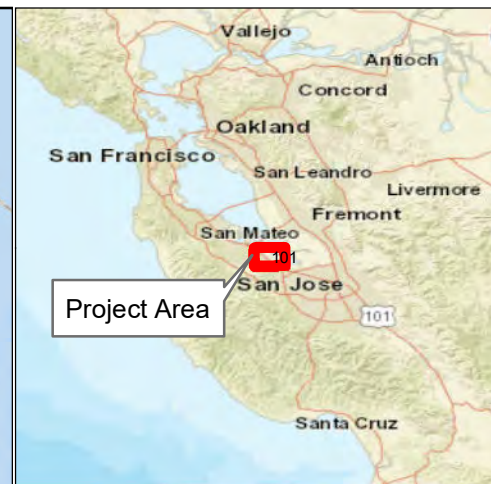 Vallejo
Antioch
Concord
Oakland
San Francisco
San Leandro
Livermore
Fremont
San Mateo
101
San Jose
Project Area
101
Santa Cruz